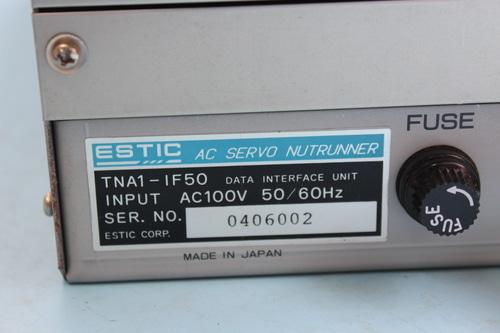 FUSE
ESTIC AC SERVO NUTRUNNER
TNA1-IF50 DATA INTERFACE UNIT
INPUT AC100V 50/60Hz
SER. NO. 0406002
ESTIC CORP.
MADE IN JAPAN
FUSE